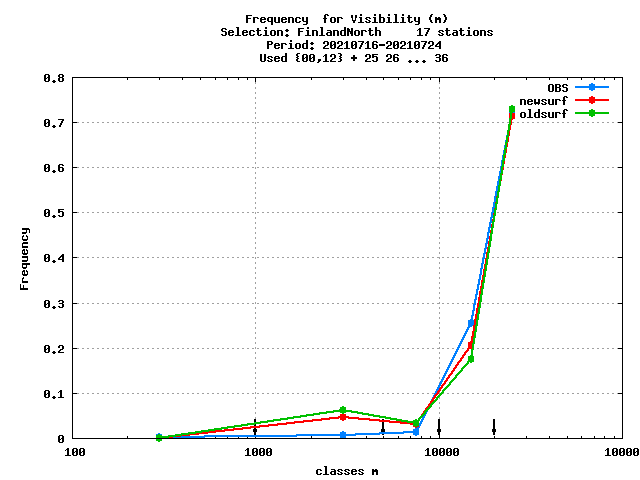 Frequency  for Visibility (m)
Selection: FinlandNorth     17 stations
Period: 20210716-20210724
Used {00,12} + 25 26 ... 36
OBS
newsurf
oldsurf
0.8
0.7
0.6
0.5
0.4
0.3
0.2
0.1
0
Frequency
100
1000
10000
10000
classes m